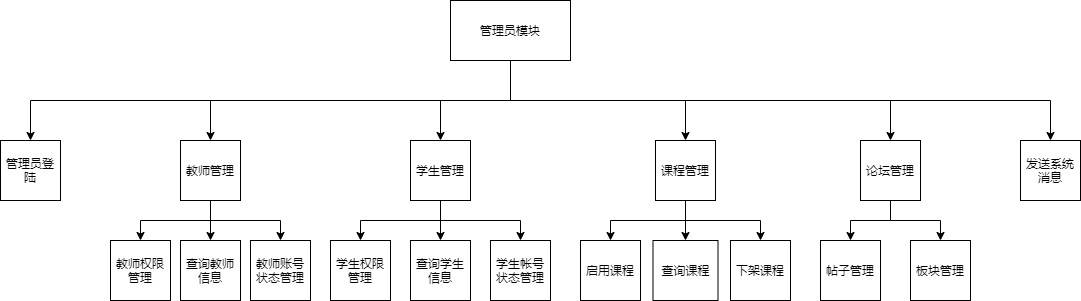 管理员模块
管理员登
陆
教师管理
学生管理
课程管理
论坛管理
发送系统
消息
教师权限
管理
查询教师
信息
教师账号
状态管理
学生权限
管理
查询学生
信息
学生帐号
状态管理
启用课程
查询课程
下架课程
帖子管理
板块管理